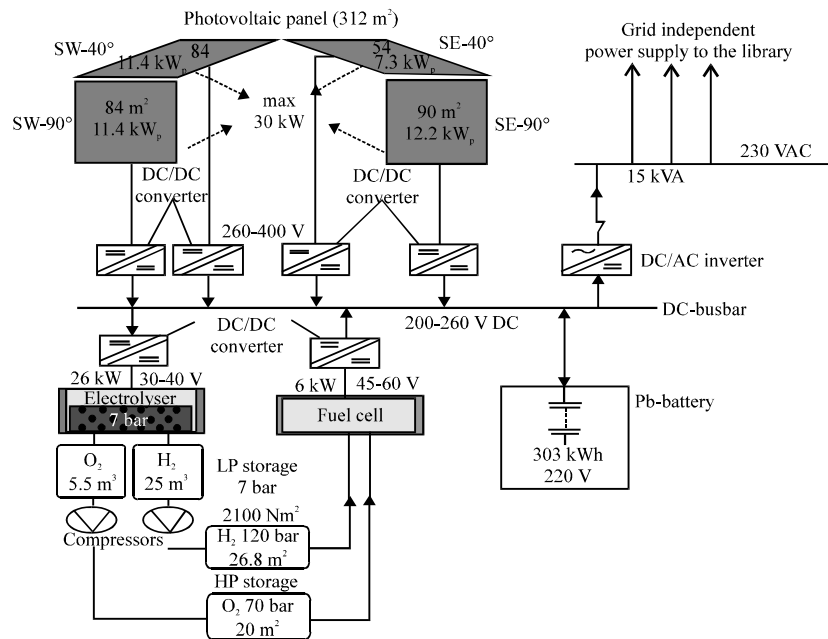 Photovoltaic panel (312 m²)
SW-40°
84
11.4 kWp
54
7.3 kWp
SE-40°
Grid independent
power supply to the library
SW-90°
84 m²
11.4 kWp
max
30 kW
90 m²
12.2 kWp
SE-90°
230 VAC
15 kVA
DC/DC
converter
DC/DC
converter
260-400 V
DC/AC inverter
DC-busbar
200-260 V DC
DC/DC
converter
26 kW
30-40 V
6 kW
45-60 V
Electrolyser
7 bar
Fuel cell
Pb-battery
303 kWh
220 V
O₂
5.5 m³
H₂
25 m³
LP storage
7 bar
2100 Nm²
Compressors
H₂ 120 bar
26.8 m²
HP storage
O₂ 70 bar
20 m²